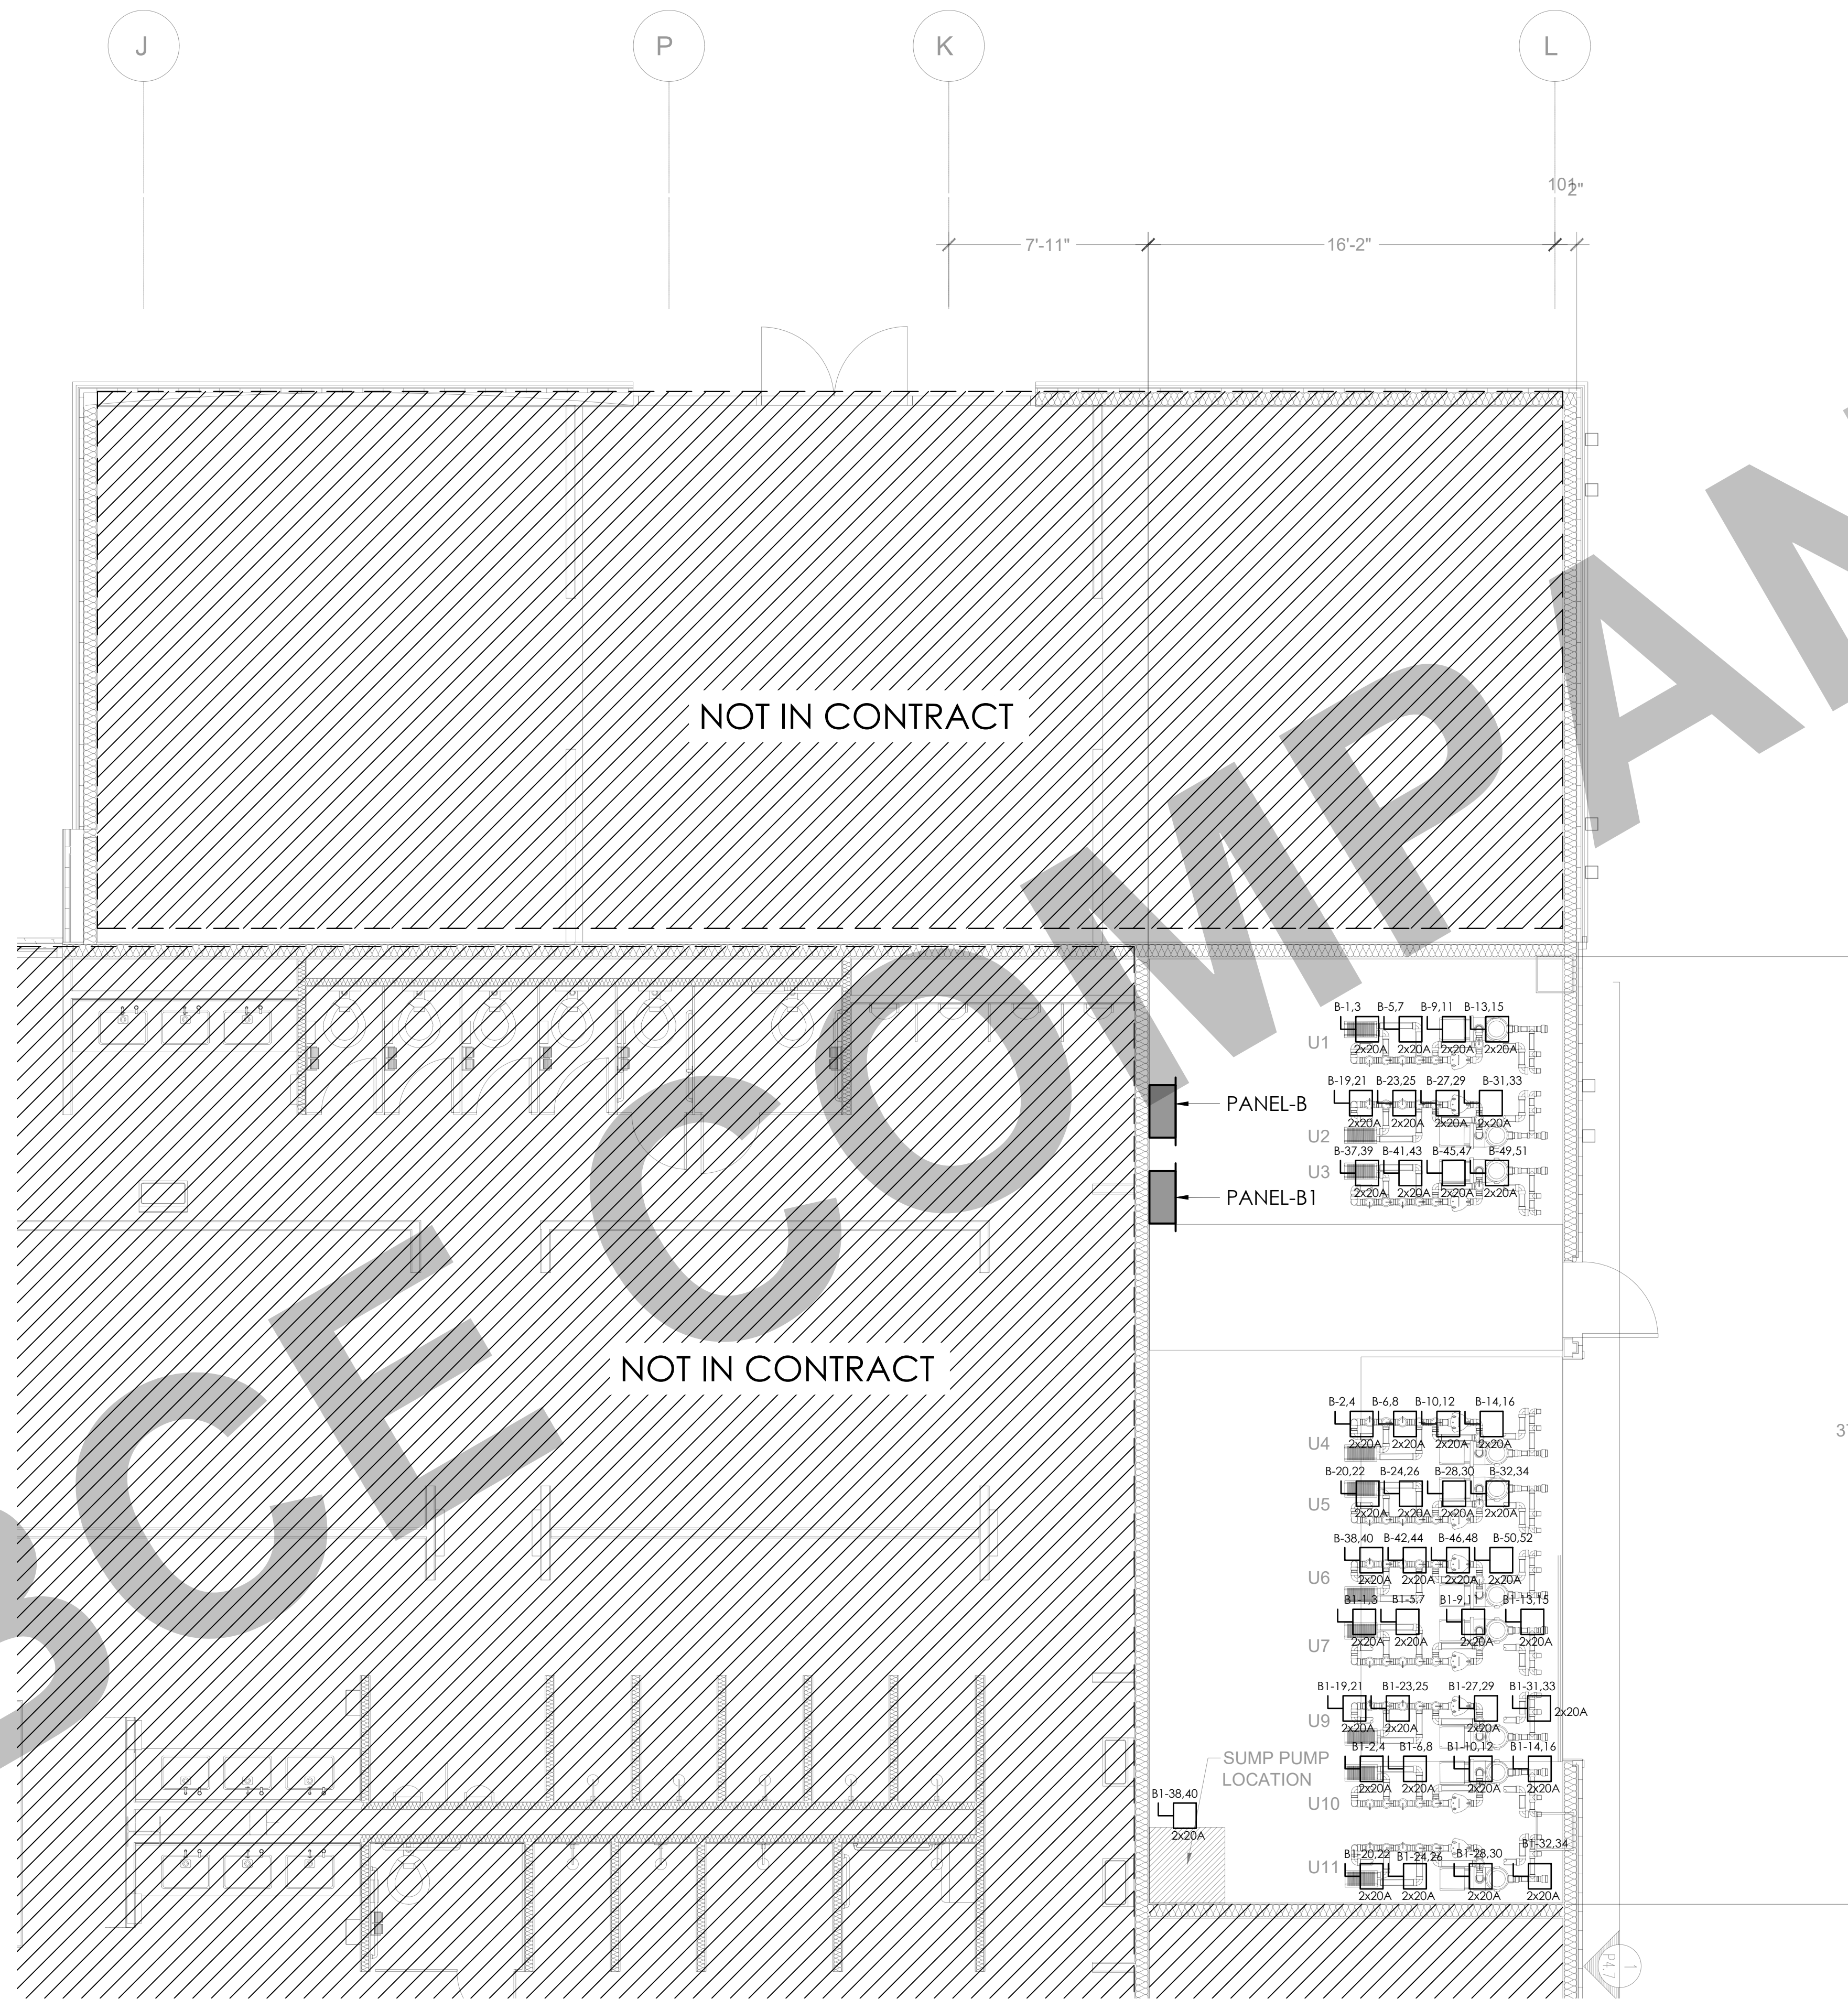 J
P
K
L
7'-11"
16'-2"
NOT IN CONTRACT
BCE COMPAN
B-1,3 B-5,7 B-9,11 B-13,15
U1
2x20A 2x20A 2x20A 2x20A
B-19,21 B-23,25 B-27,29 B-31,33
PANEL-B
2x20A 2x20A 2x20A 2x20A
U2
B-37,39 B-41,43 B-45,47 B-49,51
U3
PANEL-B1
2x20A 2x20A 2x20A 2x20A
NOT IN CONTRACT
B-2,4 B-6,8 B-10,12 B-14,16
U4
2x20A 2x20A 2x20A 2x20A
B-20,22 B-24,26 B-28,30 B-32,34
U5
2x20A 2x20A 2x20A 2x20A
B-38,40 B-42,44 B-46,48 B-50,52
U6
2x20A 2x20A 2x20A 2x20A
B1-1,3 B1-5,7 B1-9,11 B1-13,15
U7
2x20A 2x20A 2x20A 2x20A
B1-19,21 B1-23,25 B1-27,29 B1-31,33
U9
2x20A 2x20A 2x20A 2x20A
B1-2,4 B1-6,8 B1-10,12 B1-14,16
SUMP PUMP
LOCATION
2x20A 2x20A 2x20A 2x20A
U10
B1-38,40
2x20A
B1-32,34
B1-20,22 B1-24,26 B1-28,30
U11
2x20A 2x20A 2x20A 2x20A
1
P4.7